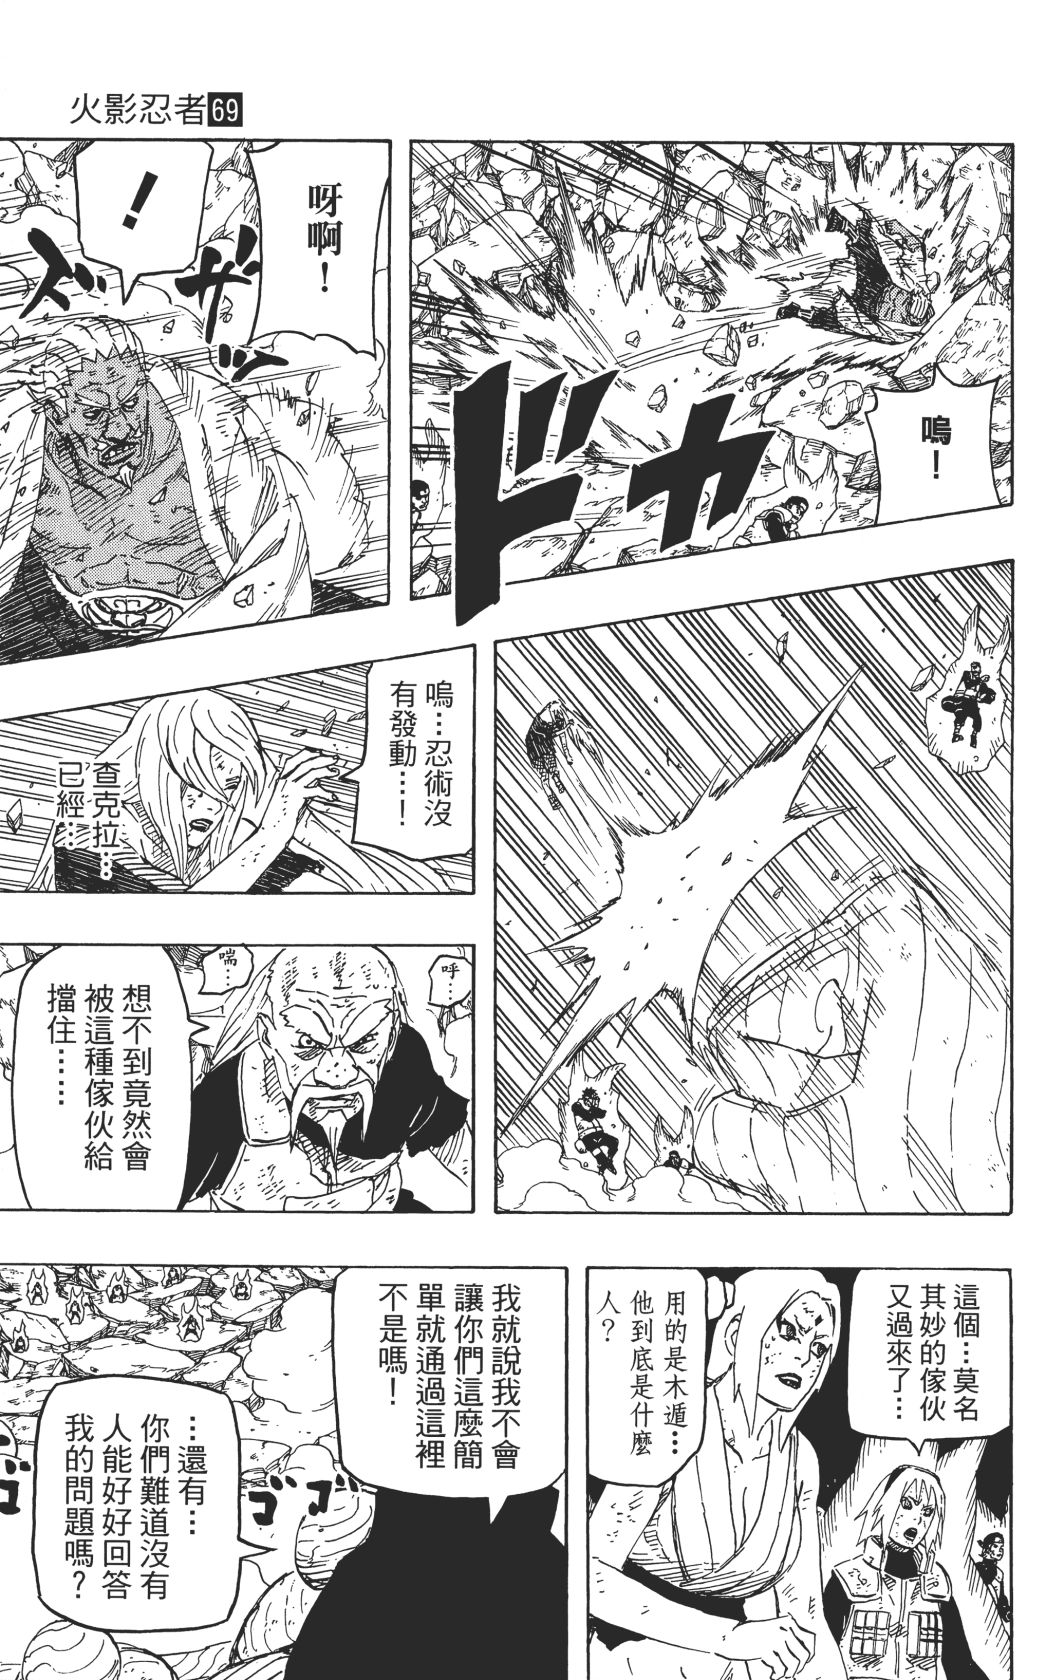 火影忍者69
嗚！
ドカ
呀啊！
！
ザッ
ドズ
嗚…忍術沒
有發動…！
查克拉…
已經…
呼…
喘…
想不到竟然會
被這種傢伙給
擋住……
這個…莫名
其妙的傢伙
又過來了…
用的是木遁…
他到底是什麼
人？
我就說我不會
讓你們這麼簡
單就通過這裡
不是嗎！
…還有…
你們難道沒有
人能好好回答
我的問題嗎？
ゴゴ
ゴ